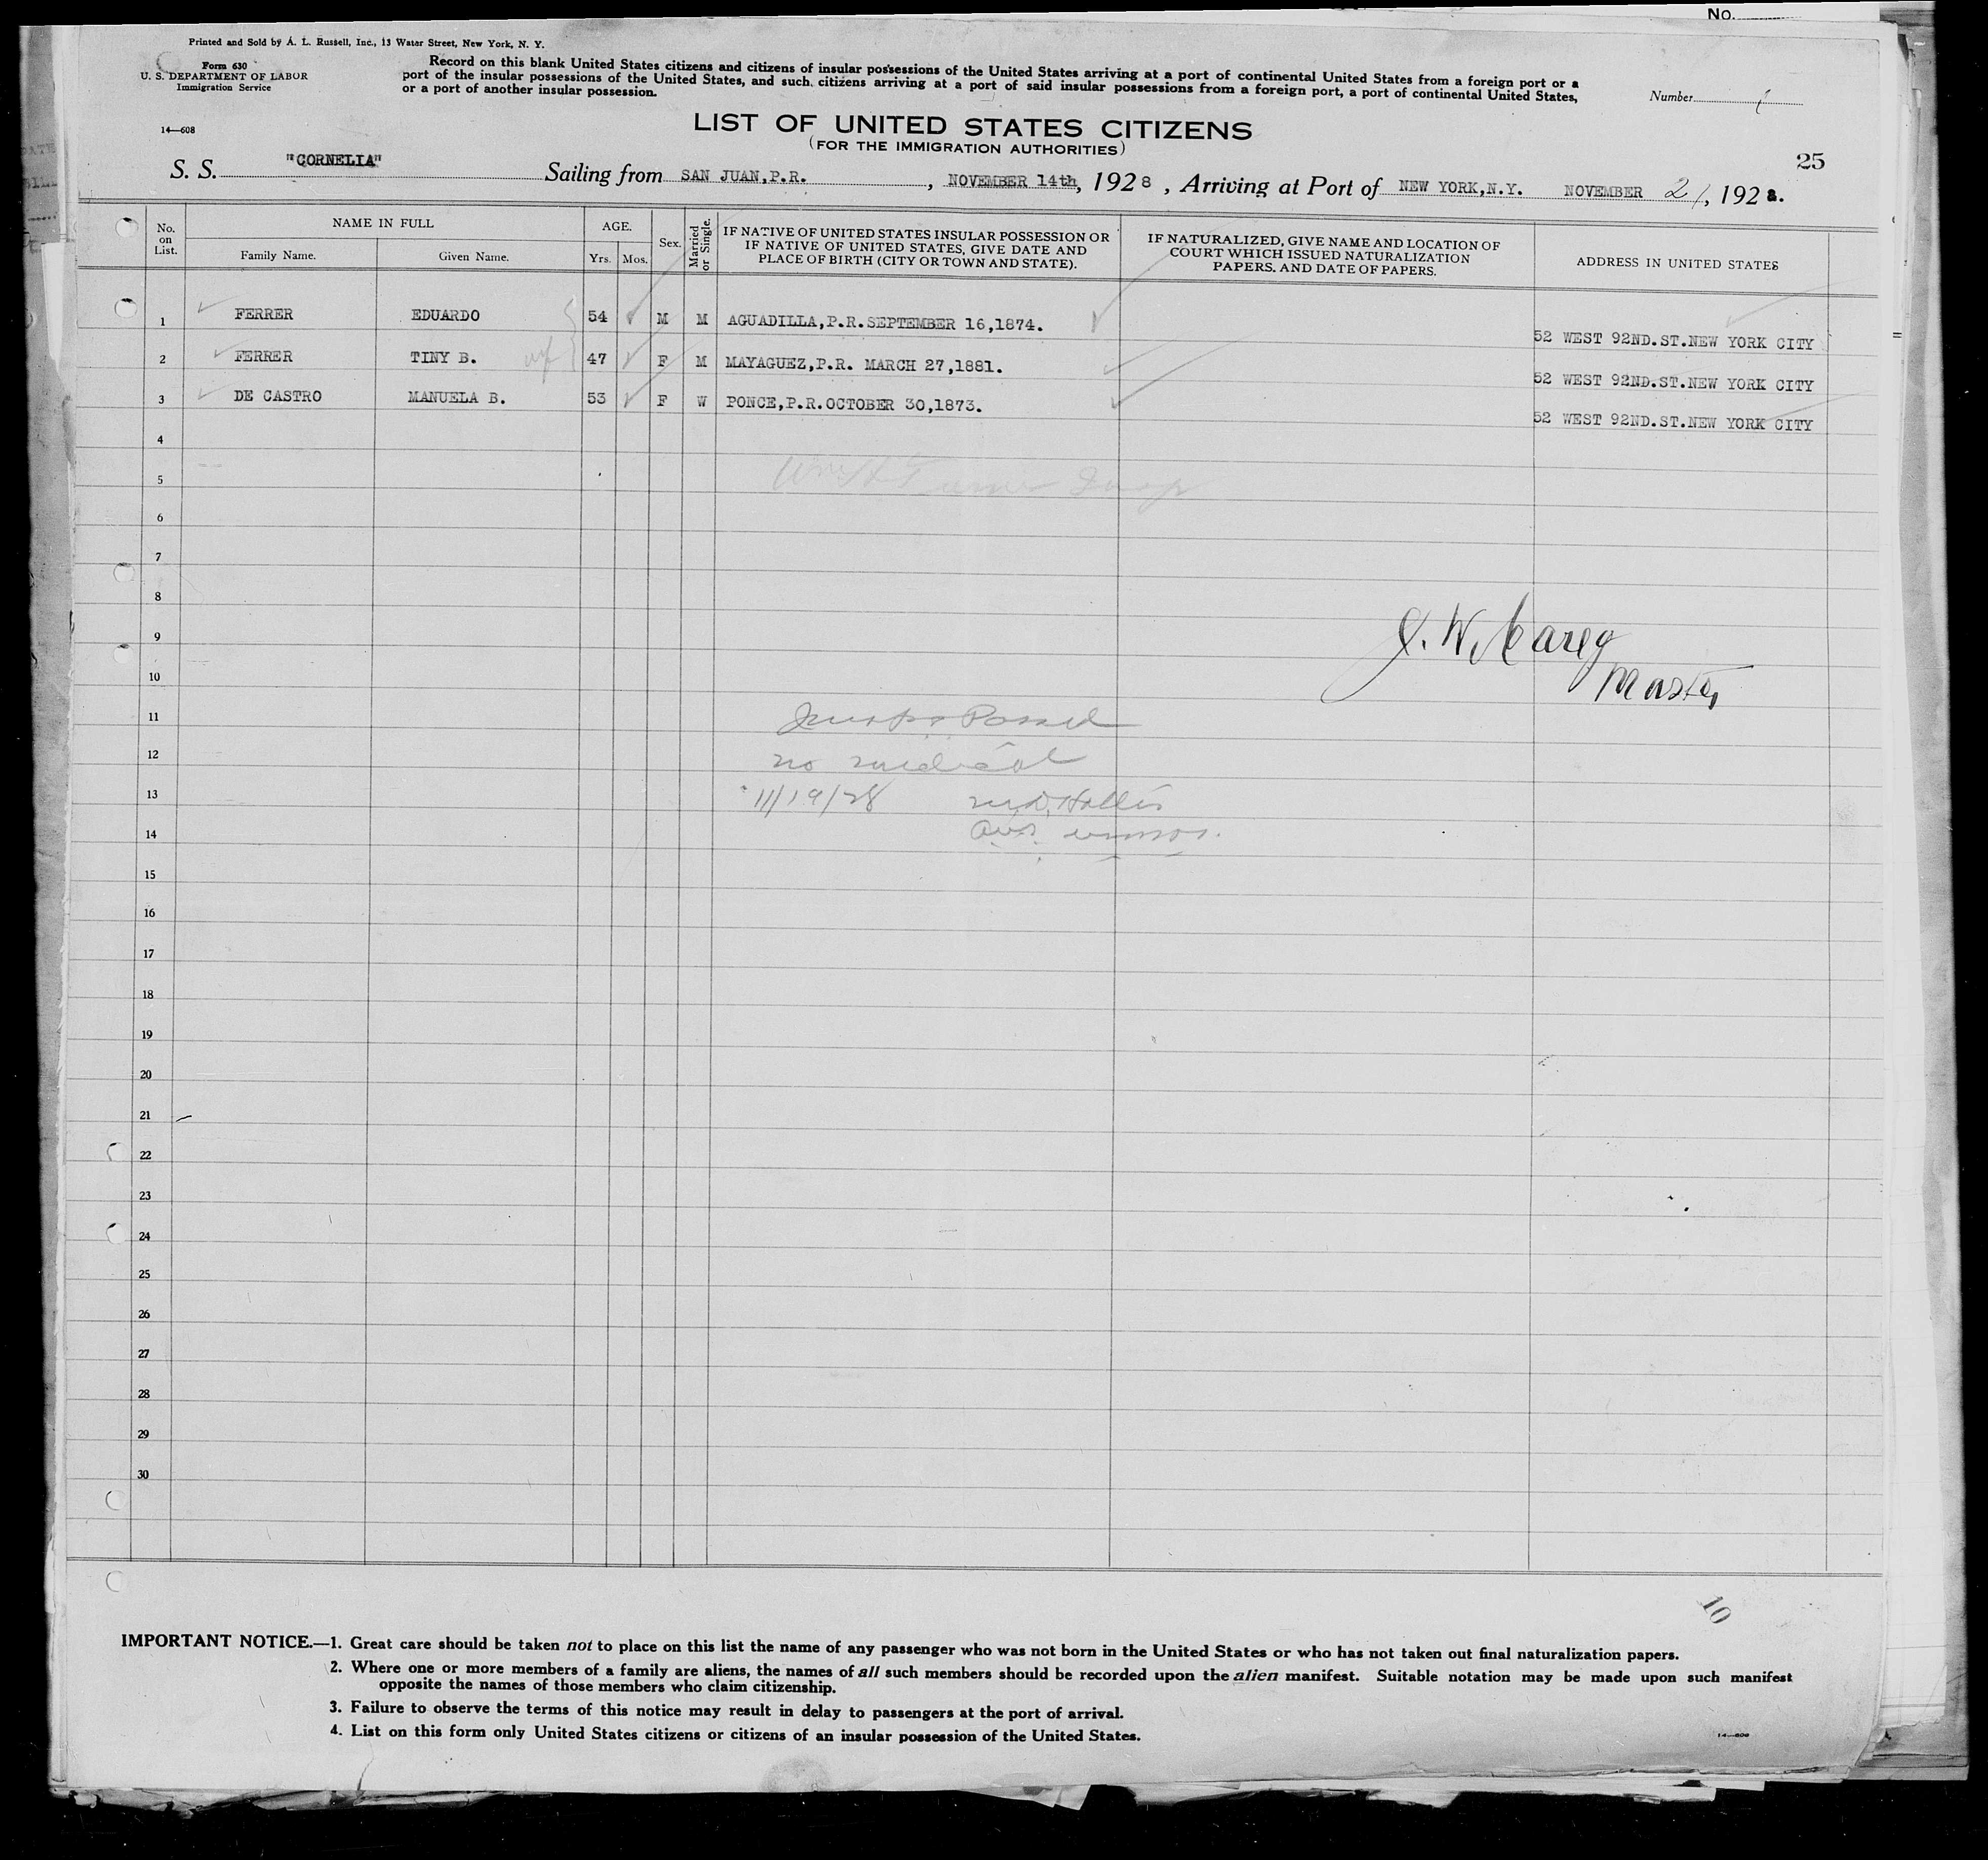 No.
Printed and Sold by A. L. Russell, Inc., 13 Water Street, New York, N. Y.
Form 630
U. S. DEPARTMENT OF LABOR
Immigration Service
14—608
Record on this blank United States citizens and citizens of insular possessions of the United States arriving at a port of continental United States from a foreign port or a
port of the insular possessions of the United States, and such citizens arriving at a port of said insular possessions from a foreign port, a port of continental United States,
or a port of another insular possession.
Number 1
LIST OF UNITED STATES CITIZENS
(FOR THE IMMIGRATION AUTHORITIES)
25
S. S. "CORNELIA" Sailing from SAN JUAN,P.R., NOVEMBER 14th, 1928, Arriving at Port of NEW YORK,N.Y. NOVEMBER 21, 1928.
No. on List. NAME IN FULL Family Name. Given Name. AGE. Yrs. Mos. Sex. Married or Single. IF NATIVE OF UNITED STATES INSULAR POSSESSION OR IF NATIVE OF UNITED STATES, GIVE DATE AND PLACE OF BIRTH (CITY OR TOWN AND STATE). IF NATURALIZED, GIVE NAME AND LOCATION OF COURT WHICH ISSUED NATURALIZATION PAPERS, AND DATE OF PAPERS. ADDRESS IN UNITED STATES
1 FERRER EDUARDO 54 M M AGUADILLA,P.R.SEPTEMBER 16,1874. 52 WEST 92ND.ST.NEW YORK CITY
2 FERRER TINY B. wf 47 F M MAYAGUEZ,P.R. MARCH 27,1881. 52 WEST 92ND.ST.NEW YORK CITY
3 DE CASTRO MANUELA B. 53 F W PONCE,P.R.OCTOBER 30,1873. 52 WEST 92ND.ST.NEW YORK CITY
4
5
6
7
8
9 J. W. Carey
10 Master
11 Passed
12 no medical
13 11/19/28 Hollis
14
15
16
17
18
19
20
21
22
23
24
25
26
27
28
29
30
10
IMPORTANT NOTICE.—1. Great care should be taken not to place on this list the name of any passenger who was not born in the United States or who has not taken out final naturalization papers.
2. Where one or more members of a family are aliens, the names of all such members should be recorded upon the alien manifest. Suitable notation may be made upon such manifest
opposite the names of those members who claim citizenship.
3. Failure to observe the terms of this notice may result in delay to passengers at the port of arrival.
4. List on this form only United States citizens or citizens of an insular possession of the United States.
14—608